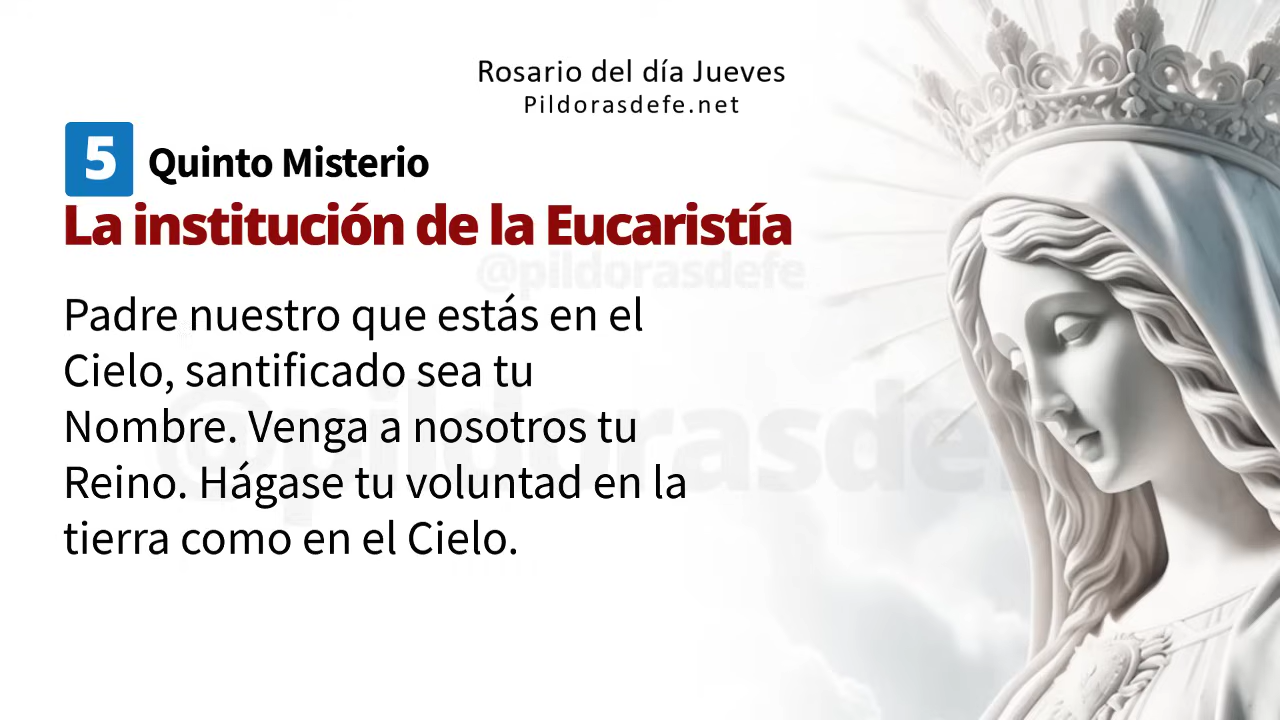 Rosario del día Jueves
Pildorasdefe.net
5 Quinto Misterio
La institución de la Eucaristía
@pildorasdefe
Padre nuestro que estás en el
Cielo, santificado sea tu
Nombre. Venga a nosotros tu
Reino. Hágase tu voluntad en la
tierra como en el Cielo.
@pildorasdefe